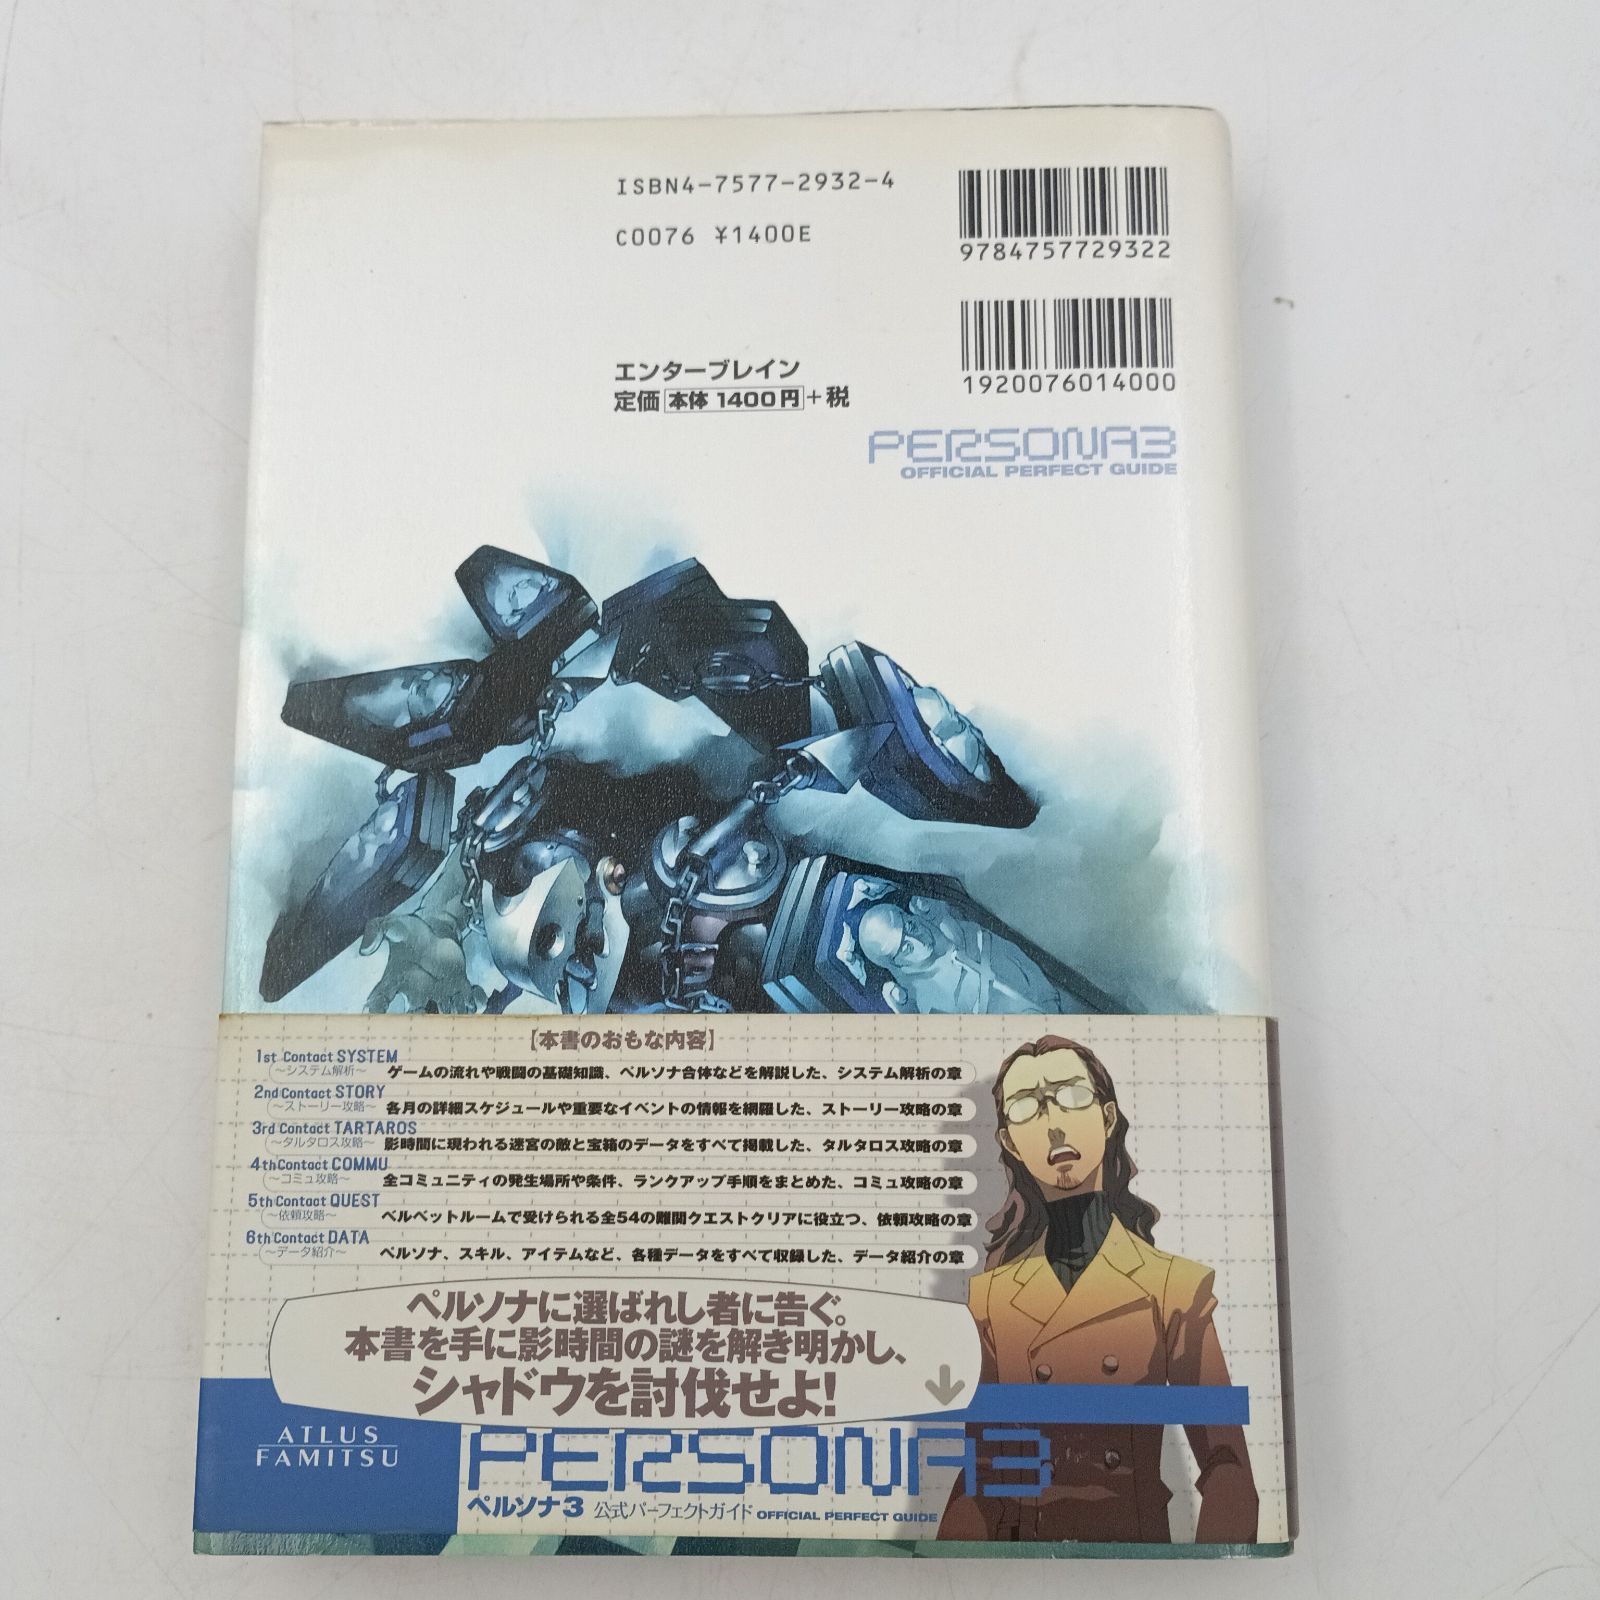 ISBN4-7577-2932-4
C0076 ¥1400E
9784757729322
1920076014000
エンターブレイン
定価 本体 1400円 +税
PERSONA3
OFFICIAL PERFECT GUIDE
【本書のおもな内容】
1st Contact SYSTEM
~システム解析~ ゲームの流れや戦闘の基礎知識、ペルソナ合体などを解説した、システム解析の章
2nd Contact STORY
~ストーリー攻略~ 各月の詳細スケジュールや重要なイベントの情報を網羅した、ストーリー攻略の章
3rd Contact TARTAROS
~タルタロス攻略~ 影時間に現われる迷宮の敵と宝箱のデータをすべて掲載した、タルタロス攻略の章
4th Contact COMMU
~コミュ攻略~ 全コミュニティの発生場所や条件、ランクアップ手順をまとめた、コミュ攻略の章
5th Contact QUEST
~依頼攻略~ ベルベットルームで受けられる全54の難関クエストクリアに役立つ、依頼攻略の章
6th Contact DATA
~データ紹介~ ペルソナ、スキル、アイテムなど、各種データをすべて収録した、データ紹介の章
ペルソナに選ばれし者に告ぐ。
本書を手に影時間の謎を解き明かし、
シャドウを討伐せよ!
ATLUS
FAMITSU
PERSONA3
ペルソナ3 公式パーフェクトガイド OFFICIAL PERFECT GUIDE